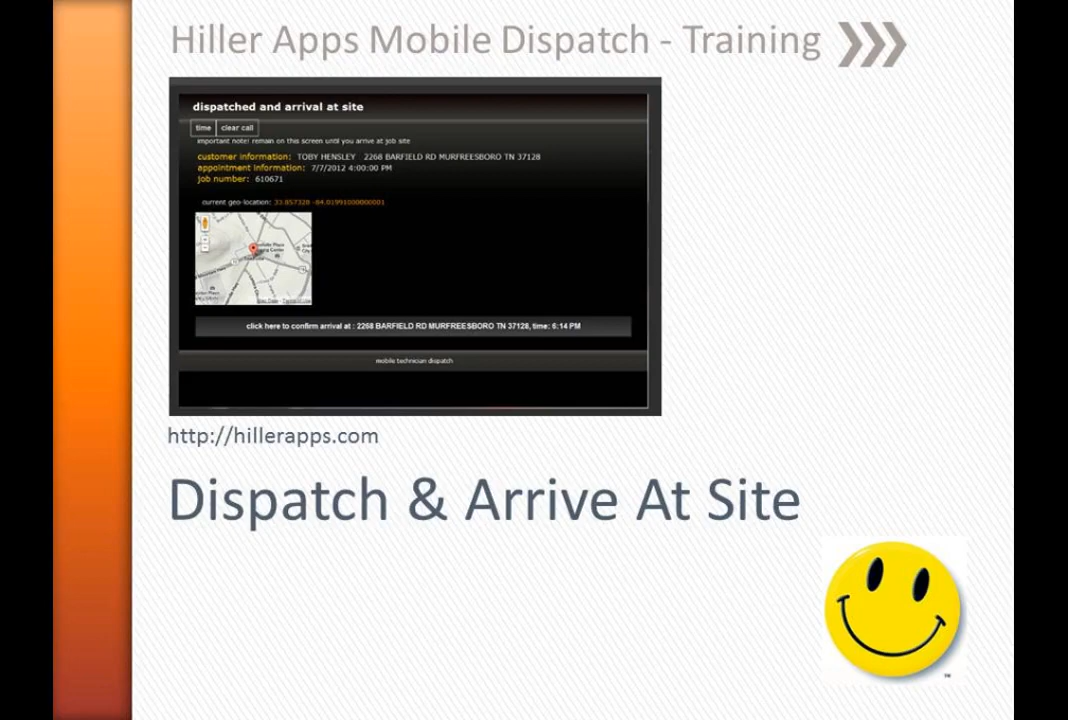 Hiller Apps Mobile Dispatch - Training
dispatched and arrival at site
time clear call
important note! remain on this screen until you arrive at job site
customer information: TOBY HENSLEY 2268 BARFIELD RD MURFREESBORO TN 37128
appointment information: 7/7/2012 4:00:00 PM
job number: 610671
current geo-location: 33.857328 -84.01991000000001
click here to confirm arrival at : 2268 BARFIELD RD MURFREESBORO TN 37128, time: 6:14 PM
mobile technician dispatch
http://hillerapps.com
Dispatch & Arrive At Site